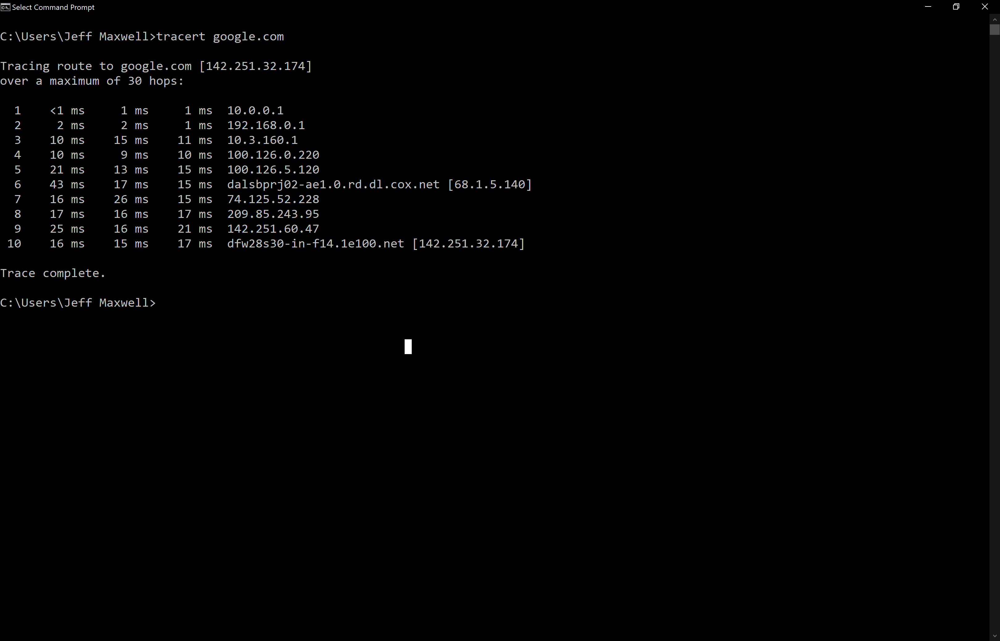 Select Command Prompt
C:\Users\Jeff Maxwell>tracert google.com
Tracing route to google.com [142.251.32.174]
over a maximum of 30 hops:
1 <1 ms 1 ms 1 ms 10.0.0.1
2 2 ms 2 ms 1 ms 192.168.0.1
3 10 ms 15 ms 11 ms 10.3.160.1
4 10 ms 9 ms 10 ms 100.126.0.220
5 21 ms 13 ms 15 ms 100.126.5.120
6 43 ms 17 ms 15 ms dalsbprj02-ae1.0.rd.dl.cox.net [68.1.5.140]
7 16 ms 26 ms 15 ms 74.125.52.228
8 17 ms 16 ms 17 ms 209.85.243.95
9 25 ms 16 ms 21 ms 142.251.60.47
10 16 ms 15 ms 17 ms dfw28s30-in-f14.1e100.net [142.251.32.174]
Trace complete.
C:\Users\Jeff Maxwell>